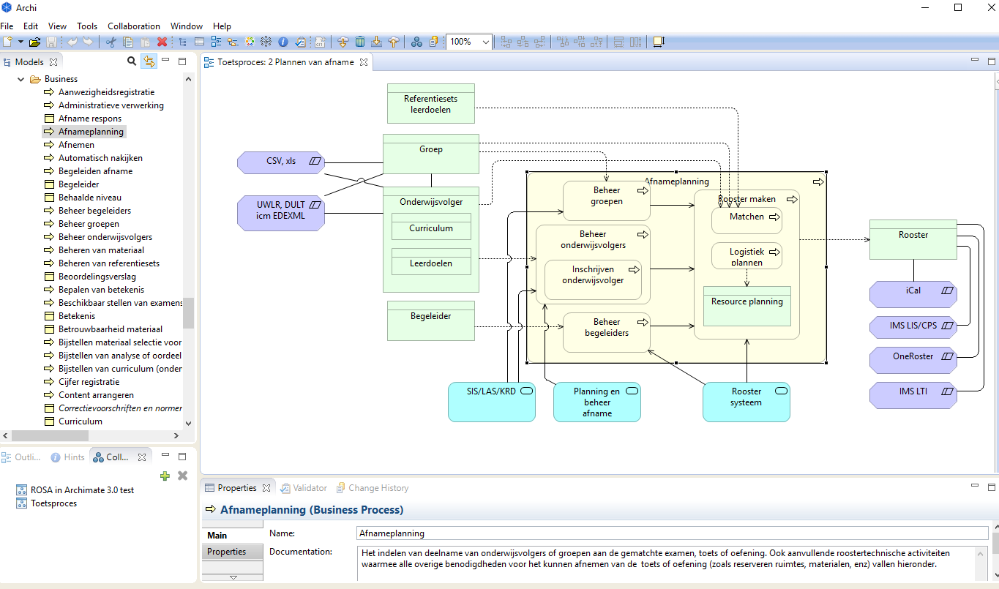 Archi
File Edit View Tools Collaboration Window Help
100%
Models
Toetsproces: 2 Plannen van afname
Business
Aanwezigheidsregistratie
Administratieve verwerking
Afname respons
Afnameplanning
Afnemen
Automatisch nakijken
Begeleiden afname
Begeleider
Behaalde niveau
Beheer begeleiders
Beheer groepen
Beheer onderwijsvolgers
Beheren van materiaal
Beheren van referentiesets
Beoordelingsverslag
Bepalen van betekenis
Beschikbaar stellen van examens
Betekenis
Betrouwbaarheid materiaal
Bijstellen materiaal selectie voor
Bijstellen van analyse of oordeel
Bijstellen van curriculum (onder
Cijfer registratie
Content arrangeren
Correctievoorschriften en normer
Curriculum
Referentiesets
leerdoelen
Groep
CSV, xls
UWLR, DULT
icm EDEXML
Onderwijsvolger
Curriculum
Leerdoelen
Begeleider
Afnameplanning
Beheer
groepen
Beheer
onderwijsvolgers
Inschrijven
onderwijsvolger
Beheer
begeleiders
Rooster maken
Matchen
Logistiek
plannen
Resource planning
Rooster
iCal
IMS LIS/CPS
OneRoster
IMS LTI
SIS/LAS/KRD
Planning en
beheer
afname
Rooster
systeem
Outli... Hints Coll...
ROSA in Archimate 3.0 test
Toetsproces
Properties Validator Change History
Afnameplanning (Business Process)
Main
Properties
Name: Afnameplanning
Documentation: Het indelen van deelname van onderwijsvolgers of groepen aan de gematchte examen, toets of oefening. Ook aanvullende roostertechnische activiteiten
waarmee alle overige benodigdheden voor het kunnen afnemen van de  toets of oefening (zoals reserveren ruimtes, materialen, enz) vallen hieronder.